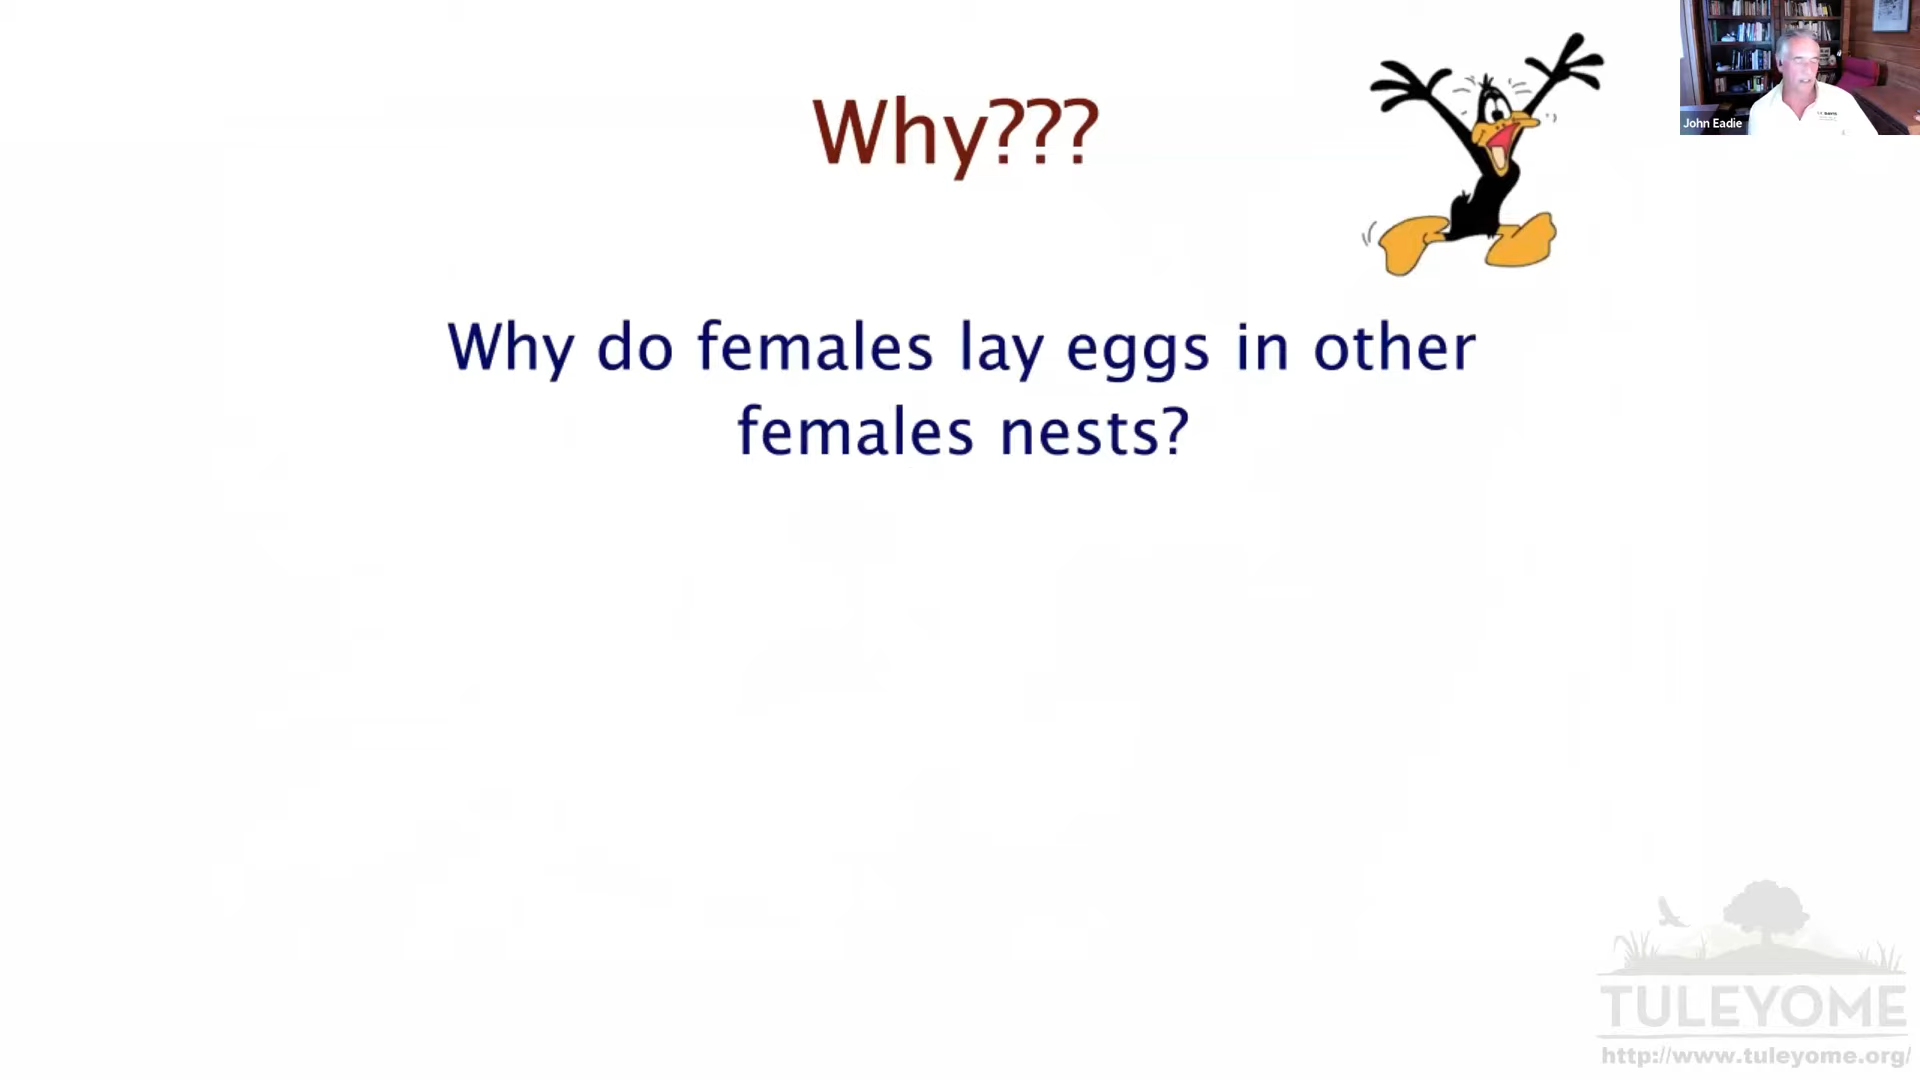 Why???
John Eadie
Why do females lay eggs in other
females nests?
TULEYOME
http://www.tuleyome.org/